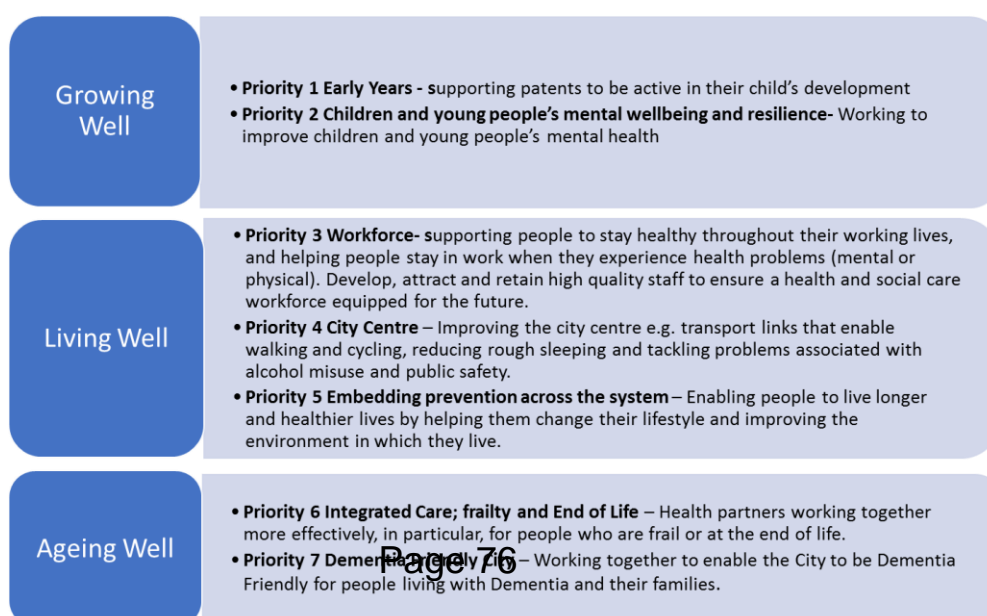 Growing
Well
• Priority 1 Early Years - supporting patents to be active in their child’s development
• Priority 2 Children and young people’s mental wellbeing and resilience- Working to
improve children and young people’s mental health
Living Well
• Priority 3 Workforce- supporting people to stay healthy throughout their working lives,
and helping people stay in work when they experience health problems (mental or
physical). Develop, attract and retain high quality staff to ensure a health and social care
workforce equipped for the future.
• Priority 4 City Centre – Improving the city centre e.g. transport links that enable
walking and cycling, reducing rough sleeping and tackling problems associated with
alcohol misuse and public safety.
• Priority 5 Embedding prevention across the system – Enabling people to live longer
and healthier lives by helping them change their lifestyle and improving the
environment in which they live.
Ageing Well
• Priority 6 Integrated Care; frailty and End of Life – Health partners working together
more effectively, in particular, for people who are frail or at the end of life.
• Priority 7 Dementia Friendly City – Working together to enable the City to be Dementia
Friendly for people living with Dementia and their families.
Page 76